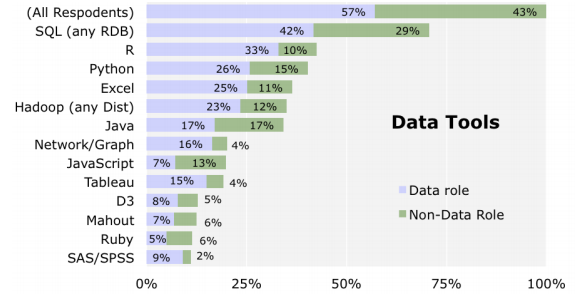 (All Respodents) 57% 43%
SQL (any RDB) 42% 29%
R 33% 10%
Python 26% 15%
Excel 25% 11%
Hadoop (any Dist) 23% 12%
Java 17% 17%
Network/Graph 16% 4%
JavaScript 7% 13%
Tableau 15% 4%
D3 8% 5%
Mahout 7% 6%
Ruby 5% 6%
SAS/SPSS 9% 2%
Data Tools
Data role
Non-Data Role
0% 25% 50% 75% 100%